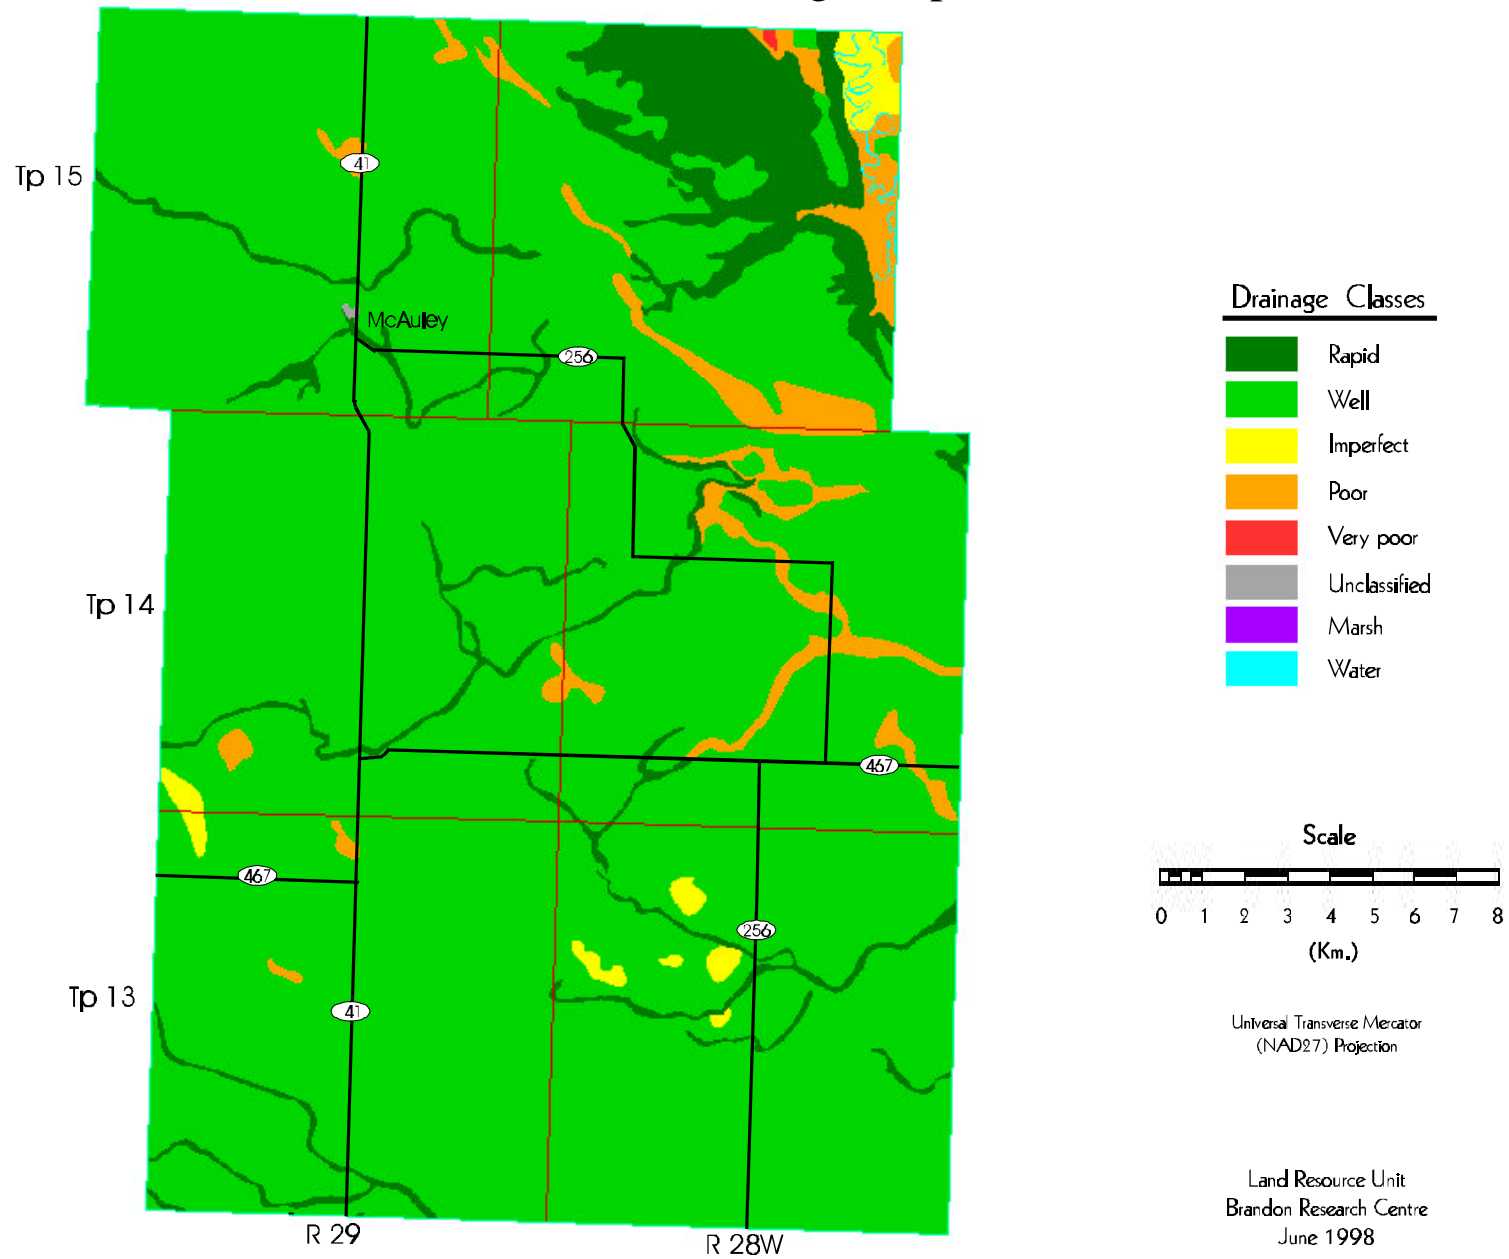 Tp 15
41
McAuley
256
Tp 14
467
467
256
Tp 13
41
R 29
R 28W
Drainage Classes
Rapid
Well
Imperfect
Poor
Very poor
Unclassified
Marsh
Water
Scale
0 1 2 3 4 5 6 7 8
(Km.)
Universal Transverse Mercator
(NAD27) Projection
Land Resource Unit
Brandon Research Centre
June 1998